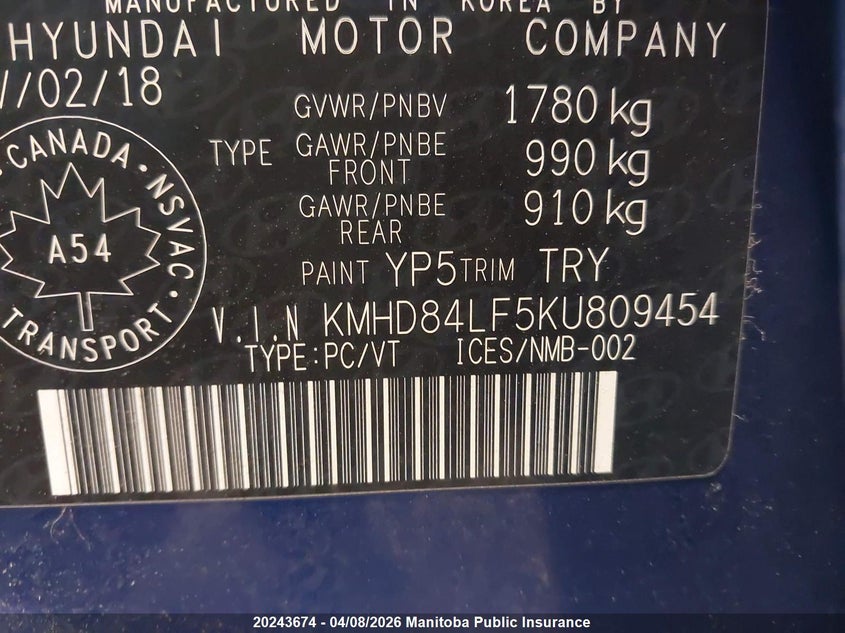 MANUFACTURED IN KOREA BY
HYUNDAI MOTOR COMPANY
/02/18
GVWR/PNBV 1780 kg
TYPE GAWR/PNBE FRONT 990 kg
GAWR/PNBE REAR 910 kg
PAINT YP5 TRIM TRY
V.I.N KMHD84LF5KU809454
TYPE:PC/VT ICES/NMB-002
CANADA • NSVAC • TRANSPORT •
A54
20243674 - 04/08/2026 Manitoba Public Insurance